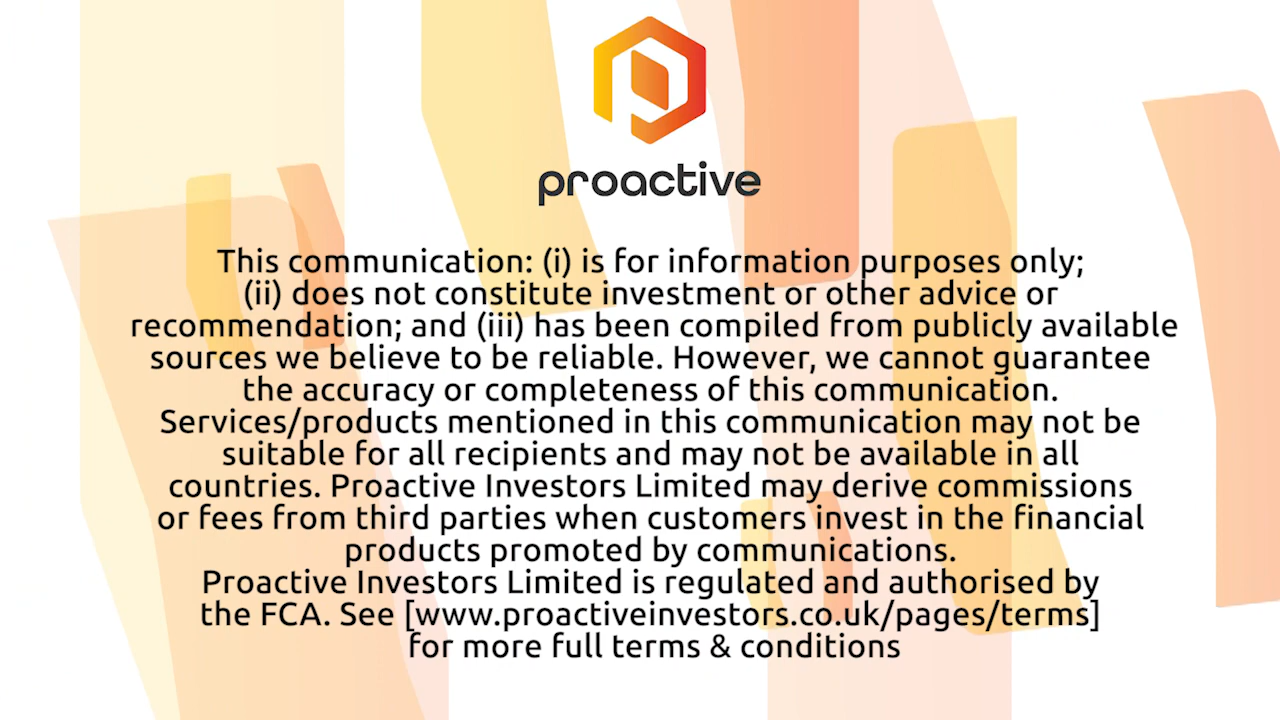 proactive
This communication: (i) is for information purposes only;
(ii) does not constitute investment or other advice or
recommendation; and (iii) has been compiled from publicly available
sources we believe to be reliable. However, we cannot guarantee
the accuracy or completeness of this communication.
Services/products mentioned in this communication may not be
suitable for all recipients and may not be available in all
countries. Proactive Investors Limited may derive commissions
or fees from third parties when customers invest in the financial
products promoted by communications.
Proactive Investors Limited is regulated and authorised by
the FCA. See [www.proactiveinvestors.co.uk/pages/terms]
for more full terms & conditions